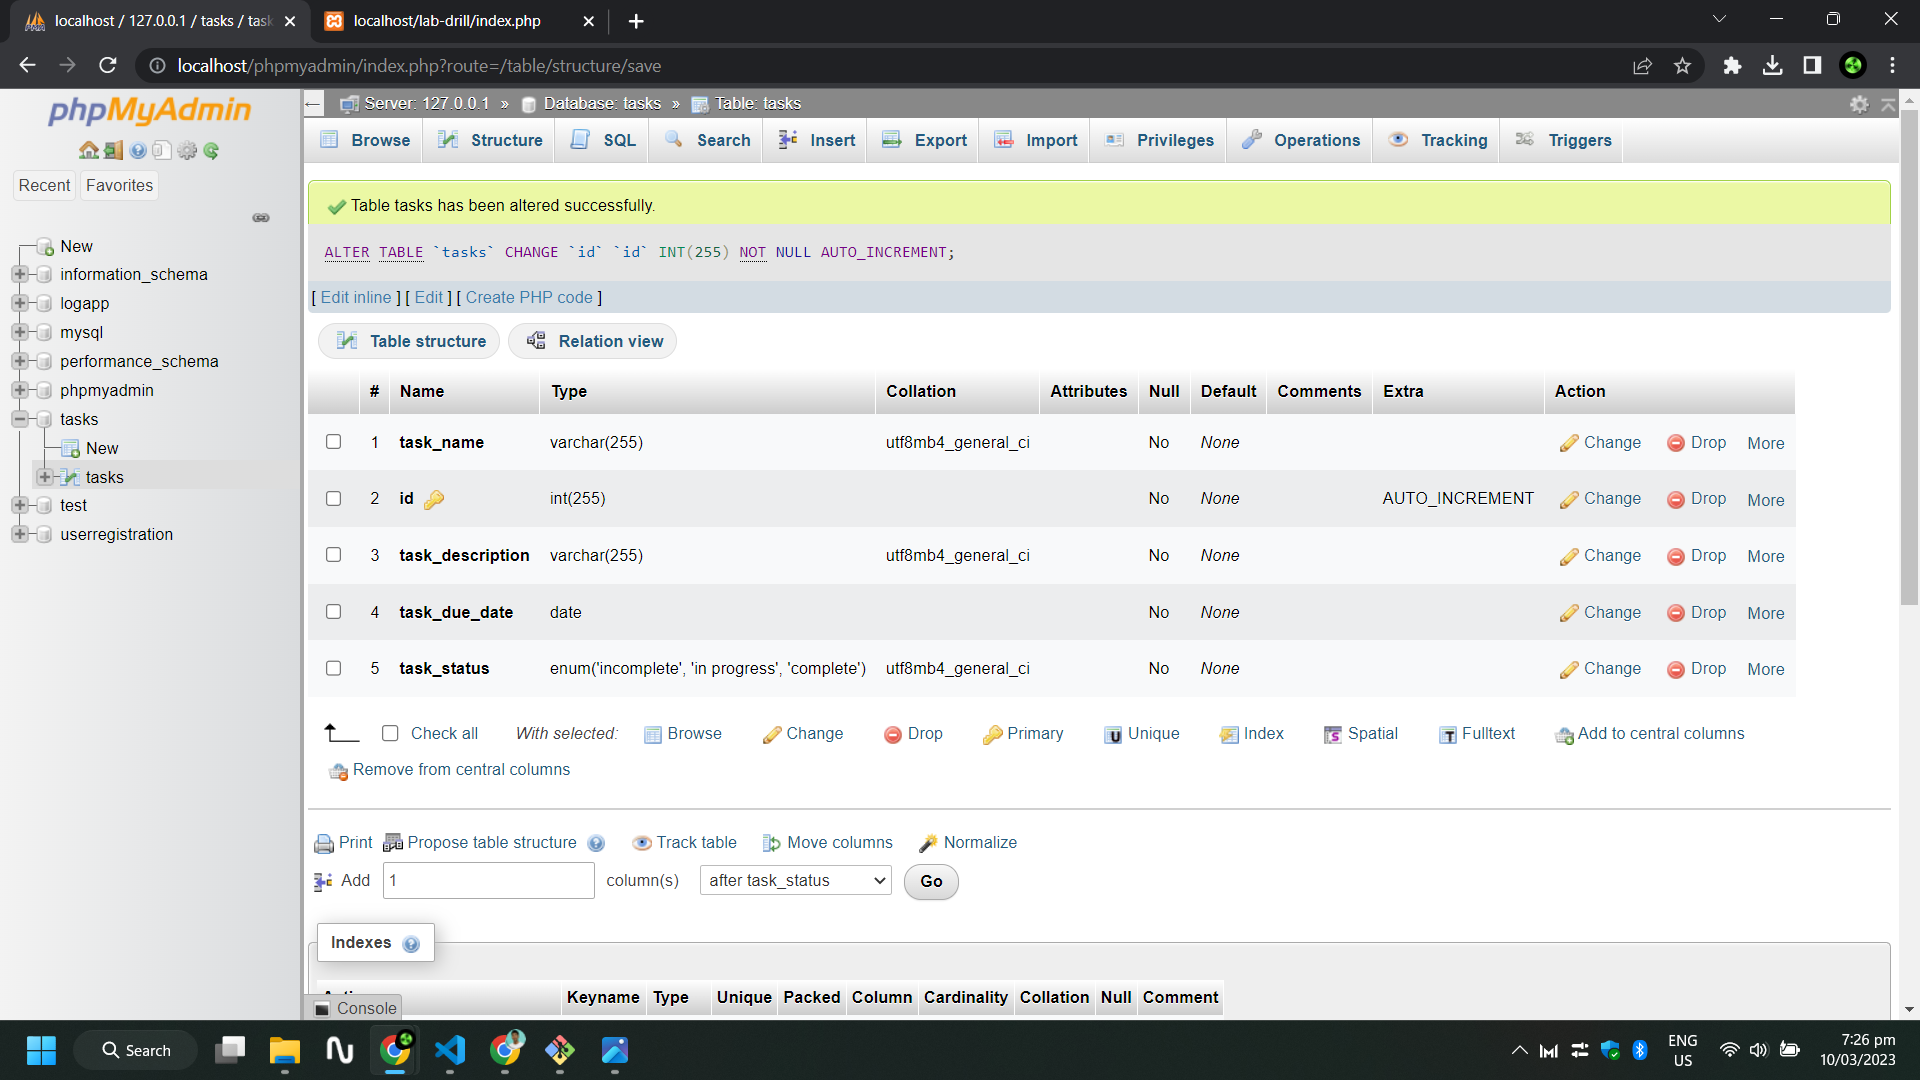 localhost / 127.0.0.1 / tasks / task
localhost/lab-drill/index.php
localhost/phpmyadmin/index.php?route=/table/structure/save
phpMyAdmin
Server: 127.0.0.1 » Database: tasks » Table: tasks
Browse Structure SQL Search Insert Export Import Privileges Operations Tracking Triggers
Recent Favorites
New
information_schema
logapp
mysql
performance_schema
phpmyadmin
tasks
New
tasks
test
userregistration
Table tasks has been altered successfully.
ALTER TABLE `tasks` CHANGE `id` `id` INT(255) NOT NULL AUTO_INCREMENT;
[ Edit inline ] [ Edit ] [ Create PHP code ]
Table structure Relation view
# Name Type Collation Attributes Null Default Comments Extra Action
1 task_name varchar(255) utf8mb4_general_ci No None Change Drop More
2 id int(255) No None AUTO_INCREMENT Change Drop More
3 task_description varchar(255) utf8mb4_general_ci No None Change Drop More
4 task_due_date date No None Change Drop More
5 task_status enum('incomplete', 'in progress', 'complete') utf8mb4_general_ci No None Change Drop More
Check all With selected: Browse Change Drop Primary Unique Index Spatial Fulltext Add to central columns
Remove from central columns
Print Propose table structure Track table Move columns Normalize
Add 1 column(s) after task_status Go
Indexes
Keyname Type Unique Packed Column Cardinality Collation Null Comment
Console
Search
ENG
US
7:26 pm
10/03/2023